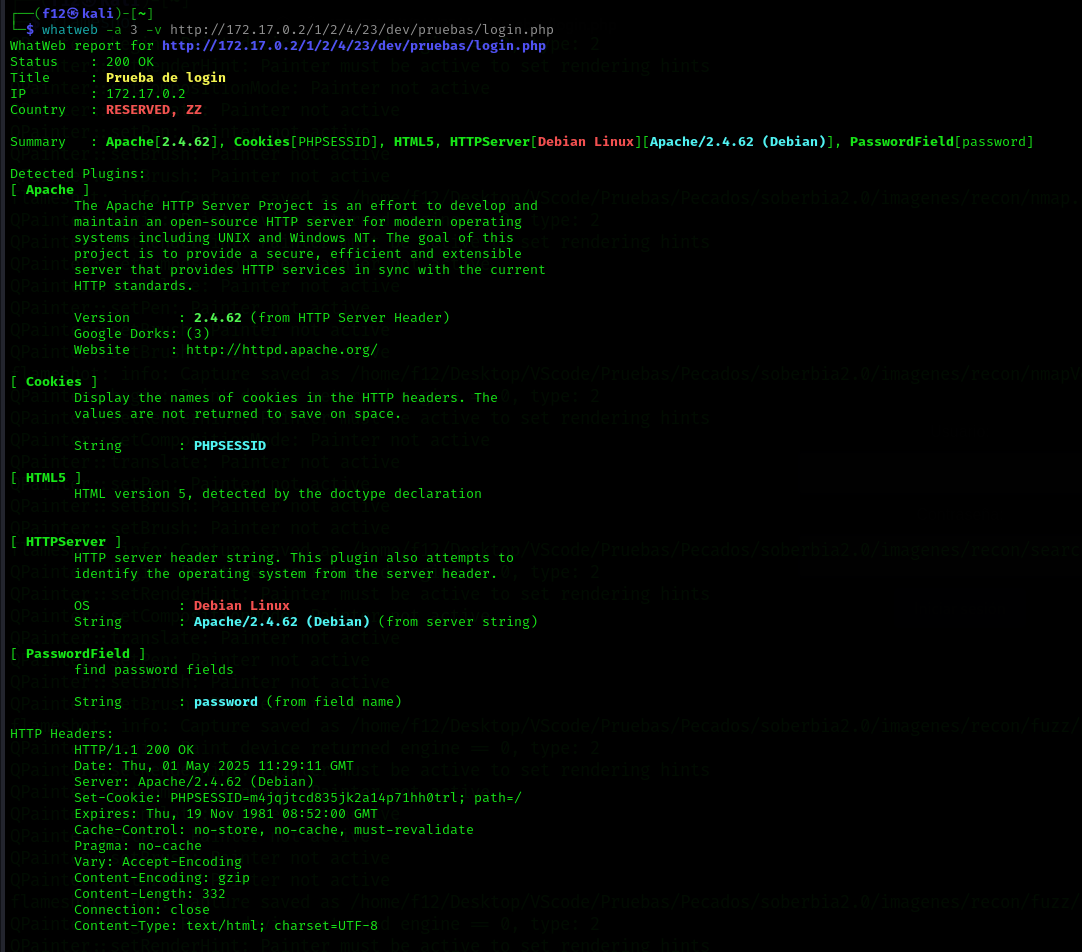 ┌──(f12㉿kali)-[~]
└─$ whatweb -a 3 -v http://172.17.0.2/1/2/4/23/dev/pruebas/login.php
WhatWeb report for http://172.17.0.2/1/2/4/23/dev/pruebas/login.php
Status    : 200 OK
Title     : Prueba de login
IP        : 172.17.0.2
Country   : RESERVED, ZZ
Summary   : Apache[2.4.62], Cookies[PHPSESSID], HTML5, HTTPServer[Debian Linux][Apache/2.4.62 (Debian)], PasswordField[password]
Detected Plugins:
[ Apache ]
The Apache HTTP Server Project is an effort to develop and
maintain an open-source HTTP server for modern operating
systems including UNIX and Windows NT. The goal of this
project is to provide a secure, efficient and extensible
server that provides HTTP services in sync with the current
HTTP standards.
Version      : 2.4.62 (from HTTP Server Header)
Google Dorks: (3)
Website     : http://httpd.apache.org/
[ Cookies ]
Display the names of cookies in the HTTP headers. The
values are not returned to save on space.
String       : PHPSESSID
[ HTML5 ]
HTML version 5, detected by the doctype declaration
[ HTTPServer ]
HTTP server header string. This plugin also attempts to
identify the operating system from the server header.
OS           : Debian Linux
String       : Apache/2.4.62 (Debian) (from server string)
[ PasswordField ]
find password fields
String       : password (from field name)
HTTP Headers:
HTTP/1.1 200 OK
Date: Thu, 01 May 2025 11:29:11 GMT
Server: Apache/2.4.62 (Debian)
Set-Cookie: PHPSESSID=m4jqjtcd835jk2a14p71hh0trl; path=/
Expires: Thu, 19 Nov 1981 08:52:00 GMT
Cache-Control: no-store, no-cache, must-revalidate
Pragma: no-cache
Vary: Accept-Encoding
Content-Encoding: gzip
Content-Length: 332
Connection: close
Content-Type: text/html; charset=UTF-8